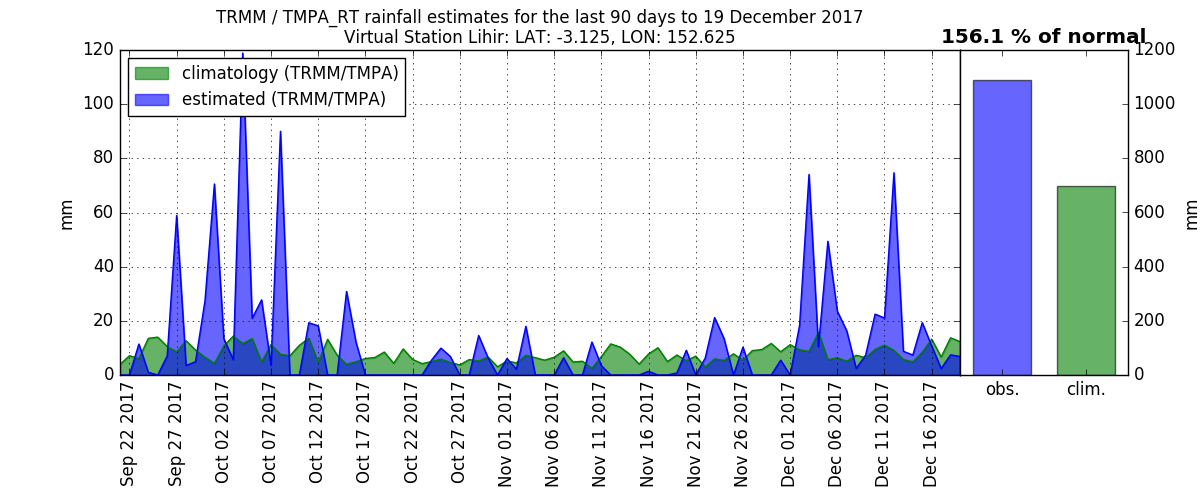 TRMM / TMPA_RT rainfall estimates for the last 90 days to 19 December 2017
Virtual Station Lihir: LAT: -3.125, LON: 152.625
156.1 % of normal
climatology (TRMM/TMPA)
estimated (TRMM/TMPA)
mm
120
100
80
60
40
20
0
Sep 22 2017
Sep 27 2017
Oct 02 2017
Oct 07 2017
Oct 12 2017
Oct 17 2017
Oct 22 2017
Oct 27 2017
Nov 01 2017
Nov 06 2017
Nov 11 2017
Nov 16 2017
Nov 21 2017
Nov 26 2017
Dec 01 2017
Dec 06 2017
Dec 11 2017
Dec 16 2017
obs.
clim.
1200
1000
800
600
400
200
0
mm